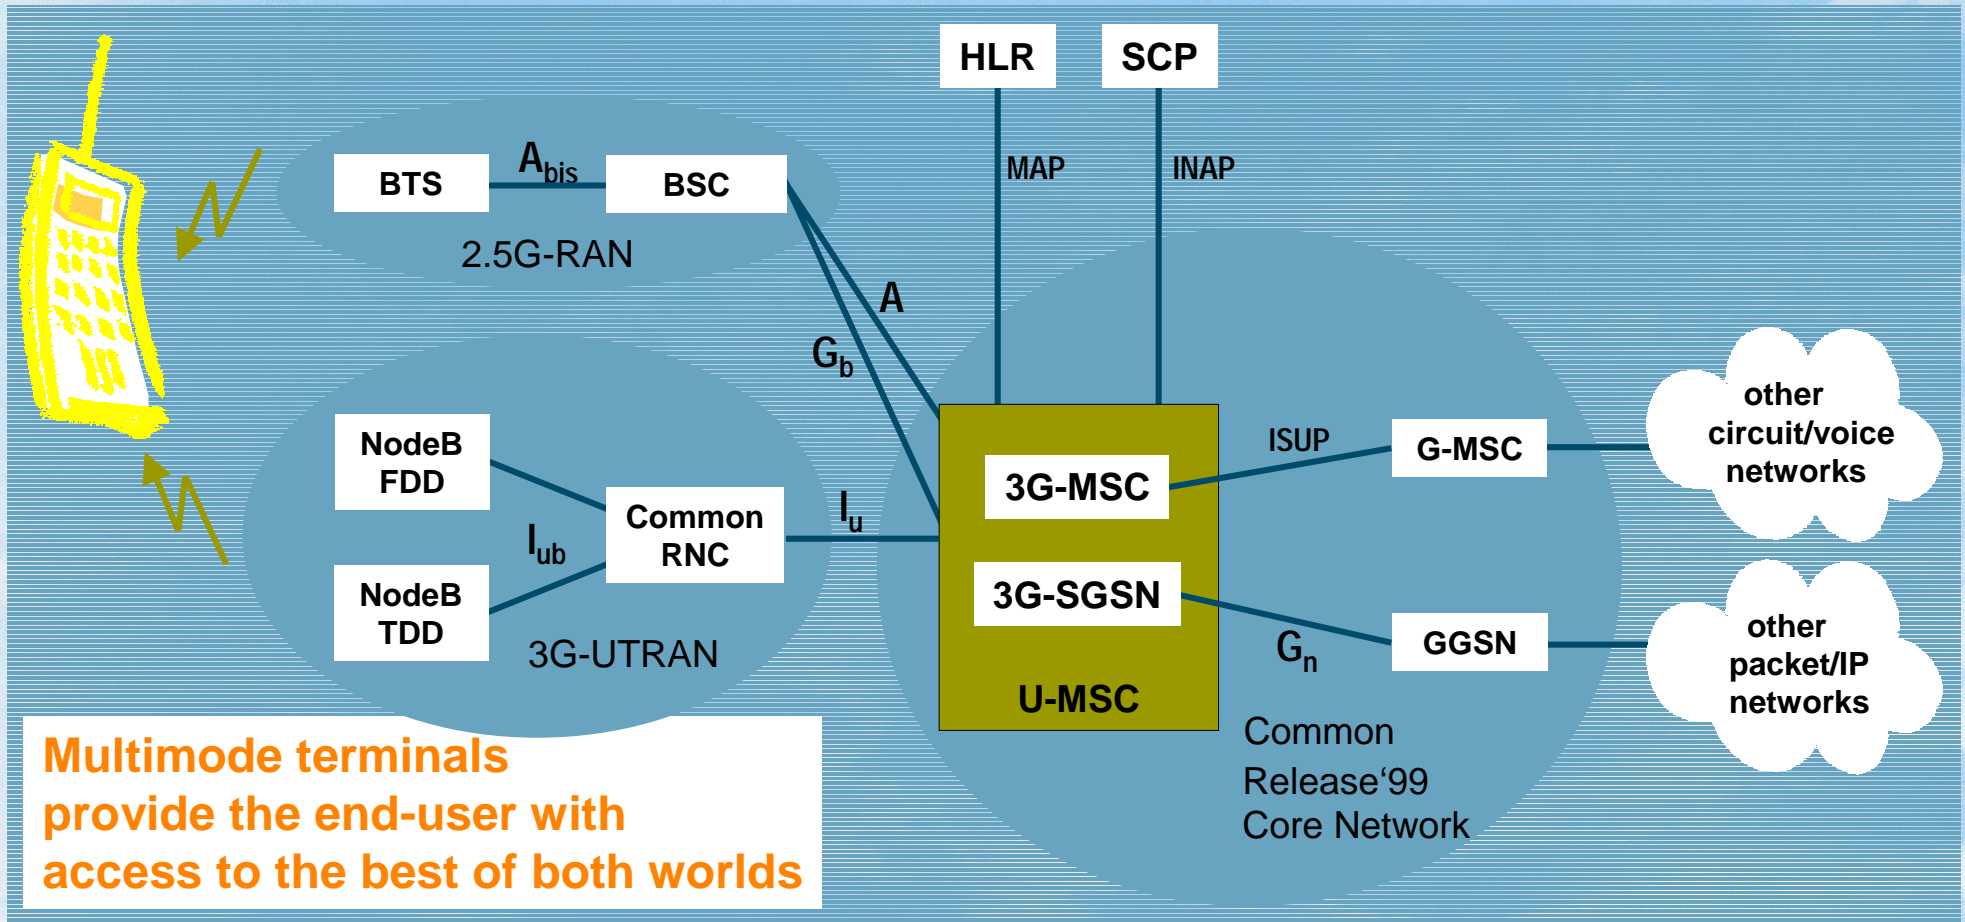 HLR
SCP
MAP
INAP
BTS
Abis
BSC
2.5G-RAN
A
Gb
NodeB
FDD
Common
RNC
Iub
Iu
NodeB
TDD
3G-UTRAN
3G-MSC
3G-SGSN
U-MSC
ISUP
G-MSC
Gn
GGSN
other
circuit/voice
networks
other
packet/IP
networks
Common
Release‘99
Core Network
Multimode terminals
provide the end-user with
access to the best of both worlds